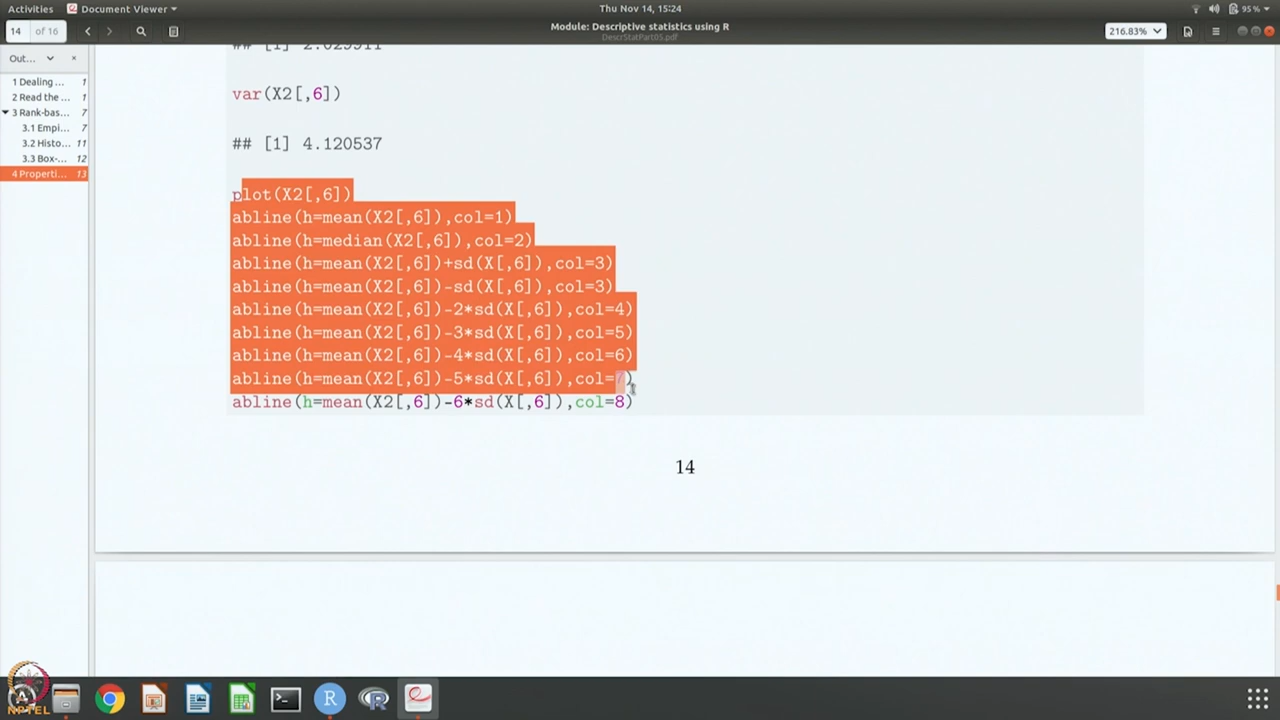 Activities Document Viewer Thu Nov 14, 15:24 95%
14 of 16 Module: Descriptive statistics using R 216.83%
DescrStatPart05.pdf
Out...
1 Dealing ... 1
2 Read the ... 1
3 Rank-bas... 7
3.1 Empi... 7
3.2 Histo... 11
3.3 Box-... 12
4 Properti... 13
## [1] 2.029911
var(X2[,6])
## [1] 4.120537
plot(X2[,6])
abline(h=mean(X2[,6]),col=1)
abline(h=median(X2[,6]),col=2)
abline(h=mean(X2[,6])+sd(X[,6]),col=3)
abline(h=mean(X2[,6])-sd(X[,6]),col=3)
abline(h=mean(X2[,6])-2*sd(X[,6]),col=4)
abline(h=mean(X2[,6])-3*sd(X[,6]),col=5)
abline(h=mean(X2[,6])-4*sd(X[,6]),col=6)
abline(h=mean(X2[,6])-5*sd(X[,6]),col=7)
abline(h=mean(X2[,6])-6*sd(X[,6]),col=8)
14
NPTEL